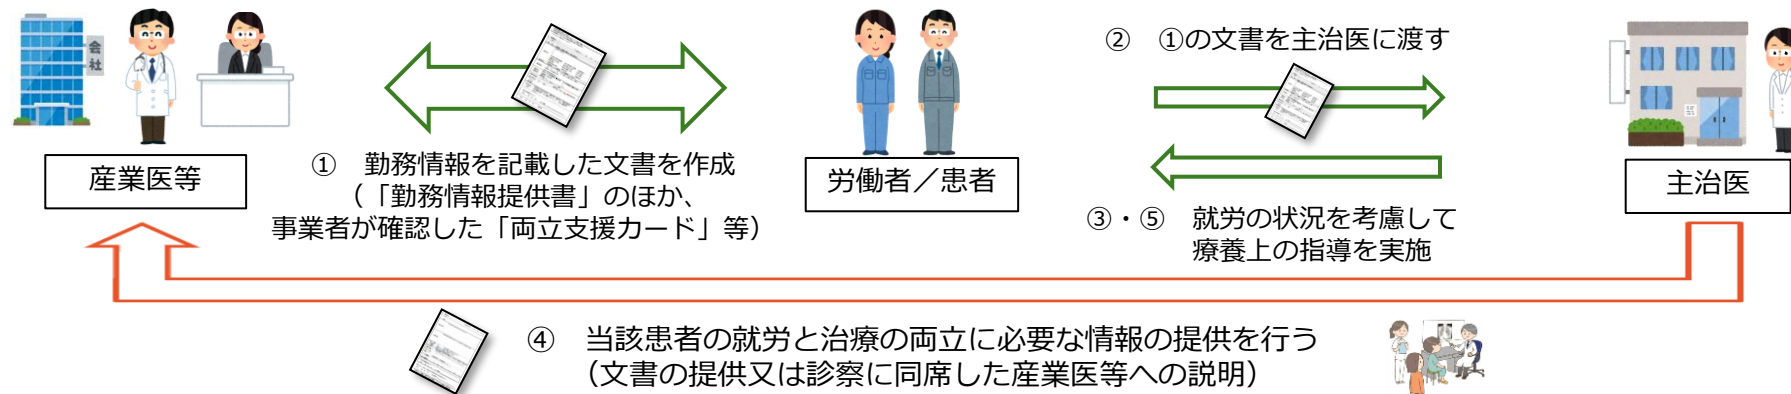 会社
産業医等
① 勤務情報を記載した文書を作成
（「勤務情報提供書」のほか、
事業者が確認した「両立支援カード」等）
労働者／患者
② ①の文書を主治医に渡す
③・⑤ 就労の状況を考慮して
療養上の指導を実施
主治医
④ 当該患者の就労と治療の両立に必要な情報の提供を行う
（文書の提供又は診察に同席した産業医等への説明）